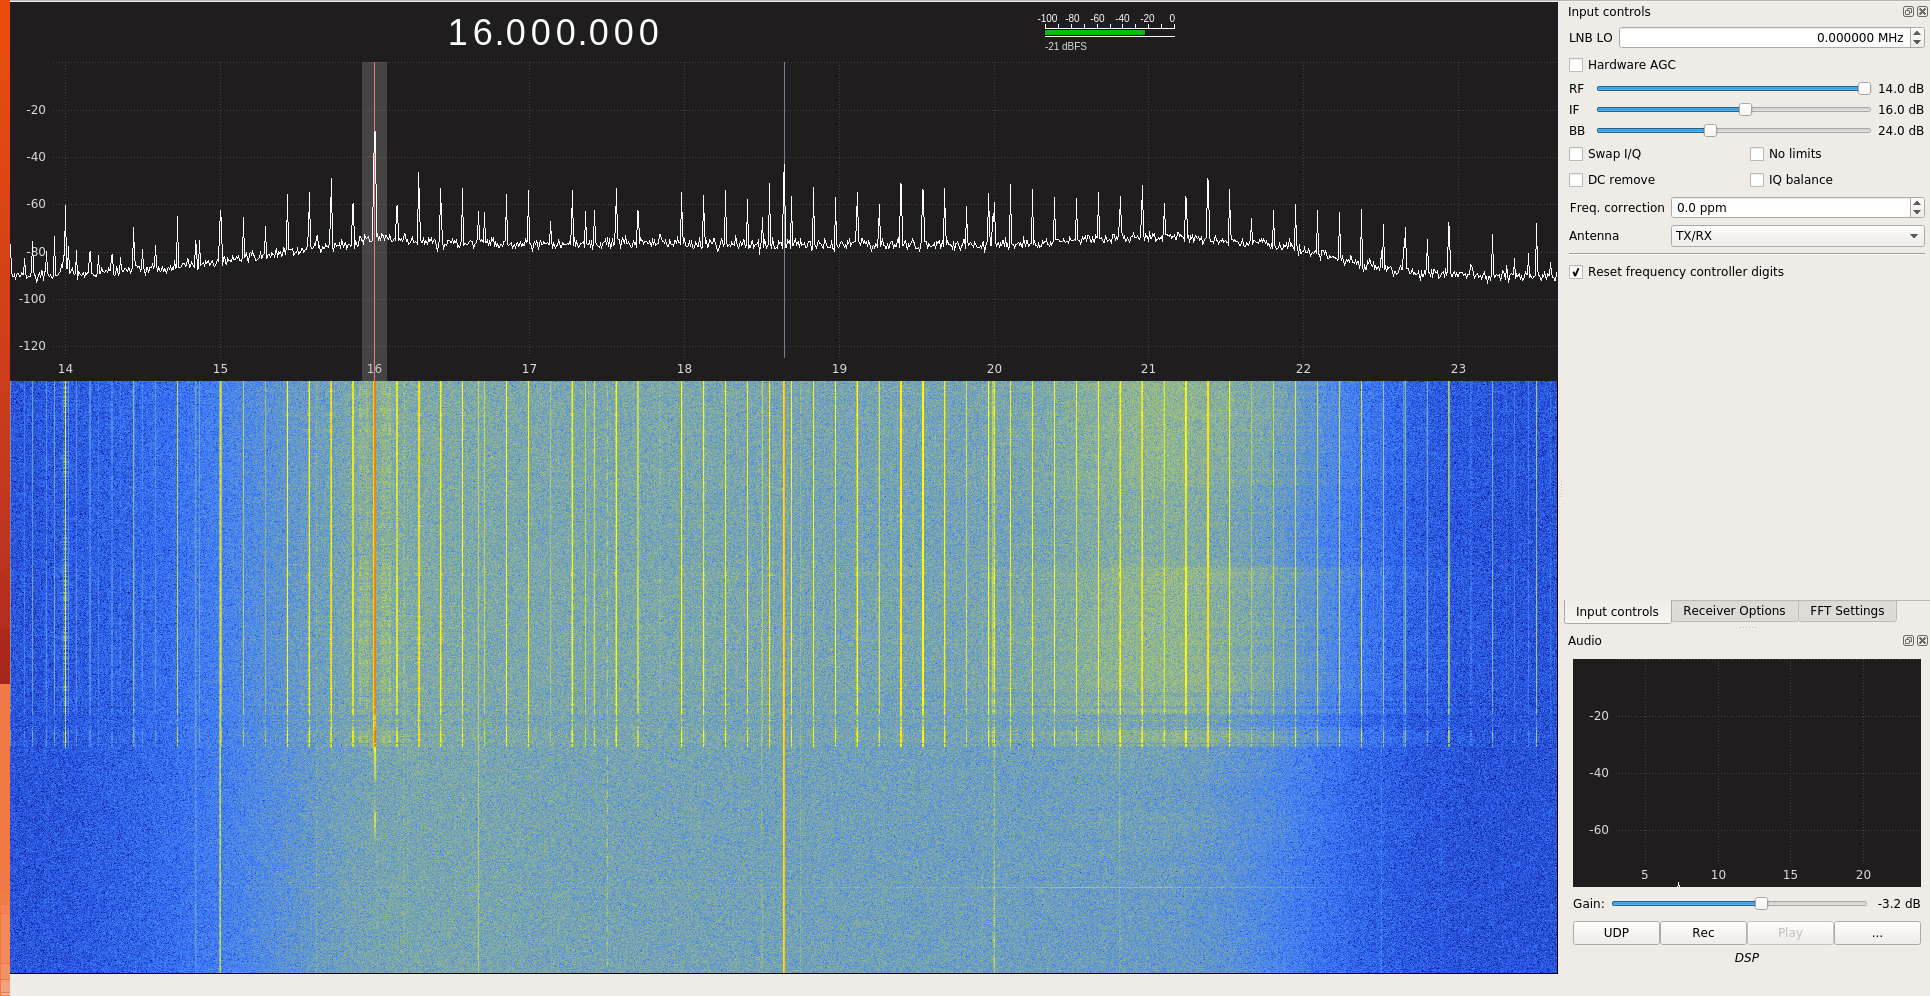 16.000.000
-100 -80 -60 -40 -20 0
-21 dBFS
-20
-40
-60
-80
-100
-120
14 15 16 17 18 19 20 21 22 23
Input controls
LNB LO 0.000000 MHz
Hardware AGC
RF 14.0 dB
IF 16.0 dB
BB 24.0 dB
Swap I/Q No limits
DC remove IQ balance
Freq. correction 0.0 ppm
Antenna TX/RX
Reset frequency controller digits
Input controls Receiver Options FFT Settings
Audio
-20
-40
-60
5 10 15 20
Gain: -3.2 dB
UDP Rec Play ...
DSP